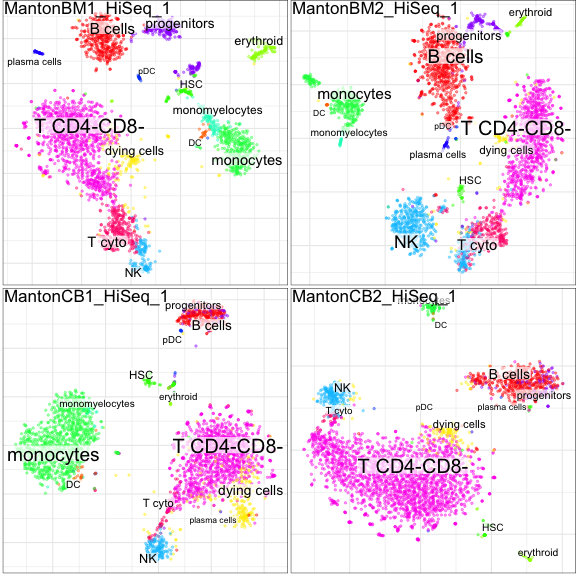 MantonBM1_HiSeq_1
B cells
progenitors
erythroid
plasma cells
pDC
HSC
monomyelocytes
T CD4-CD8-
DC
dying cells
monocytes
T cyto
NK
MantonBM2_HiSeq_1
erythroid
progenitors
B cells
monocytes
DC
pDC
T CD4-CD8-
monomyelocytes
plasma cells
dying cells
HSC
NK
T cyto
MantonCB1_HiSeq_1
progenitors
B cells
pDC
HSC
erythroid
monomyelocytes
T CD4-CD8-
monocytes
DC
dying cells
T cyto
plasma cells
NK
MantonCB2_HiSeq_1
DC
B cells
NK
progenitors
T cyto
pDC
plasma cells
dying cells
T CD4-CD8-
HSC
erythroid